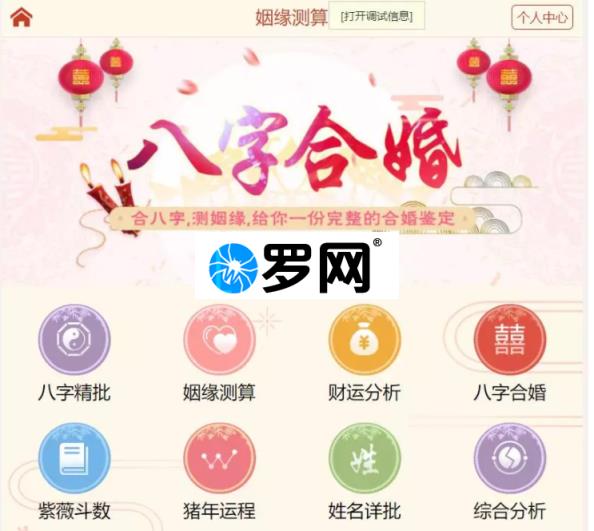 姻缘测算
[打开调试信息]
个人中心
囍 囍 囍 囍
八字合婚
合八字,测姻缘,给你一份完整的合婚鉴定
罗网®
¥ 囍
八字精批 姻缘测算 财运分析 八字合婚
姓
紫薇斗数 猪年运程 姓名详批 综合分析